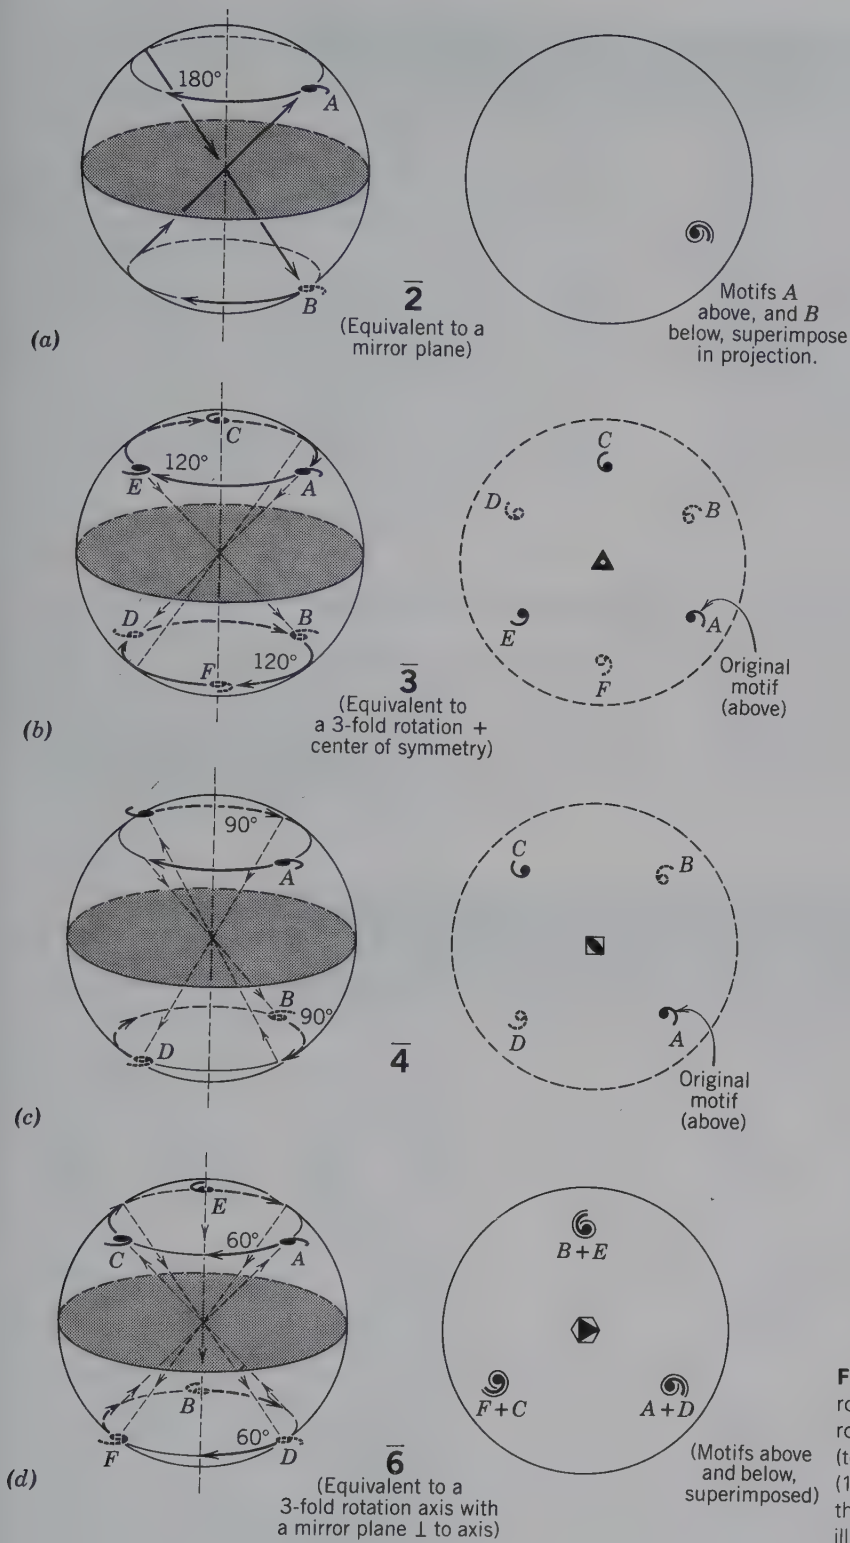 180°
A
B
2
(Equivalent to a
mirror plane)
Motifs A
above, and B
below, superimpose
in projection.
(a)
C
120°
E
A
D
B
F
120°
3
(Equivalent to
a 3-fold rotation +
center of symmetry)
C
D
B
E
A
F
Original
motif
(above)
(b)
90°
A
B
90°
D
4
C
B
D
A
Original
motif
(above)
(c)
E
60°
C
A
B
60°
F
D
6
(Equivalent to a
3-fold rotation axis with
a mirror plane ⊥ to axis)
B + E
F + C
A + D
(Motifs above
and below,
superimposed)
(d)